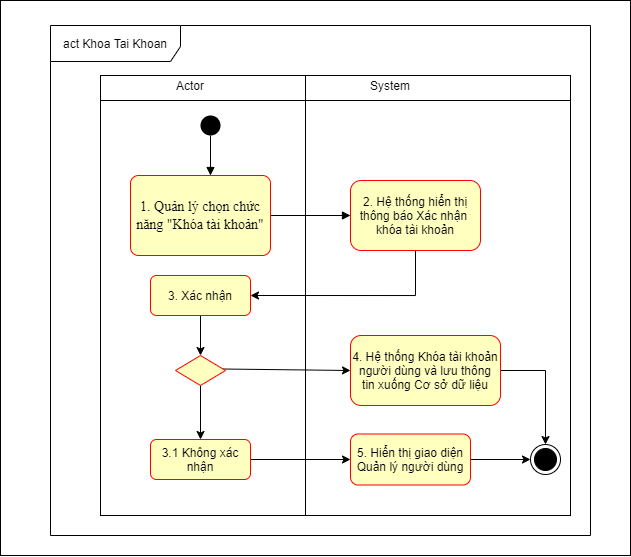 act Khoa Tai Khoan
Actor
System
1. Quản lý chọn chức
năng "Khóa tài khoản"
2. Hệ thống hiển thị
thông báo Xác nhận
khóa tài khoản
3. Xác nhận
4. Hệ thống Khóa tài khoản
người dùng và lưu thông
tin xuống Cơ sở dữ liệu
3.1 Không xác
nhận
5. Hiển thị giao diện
Quản lý người dùng